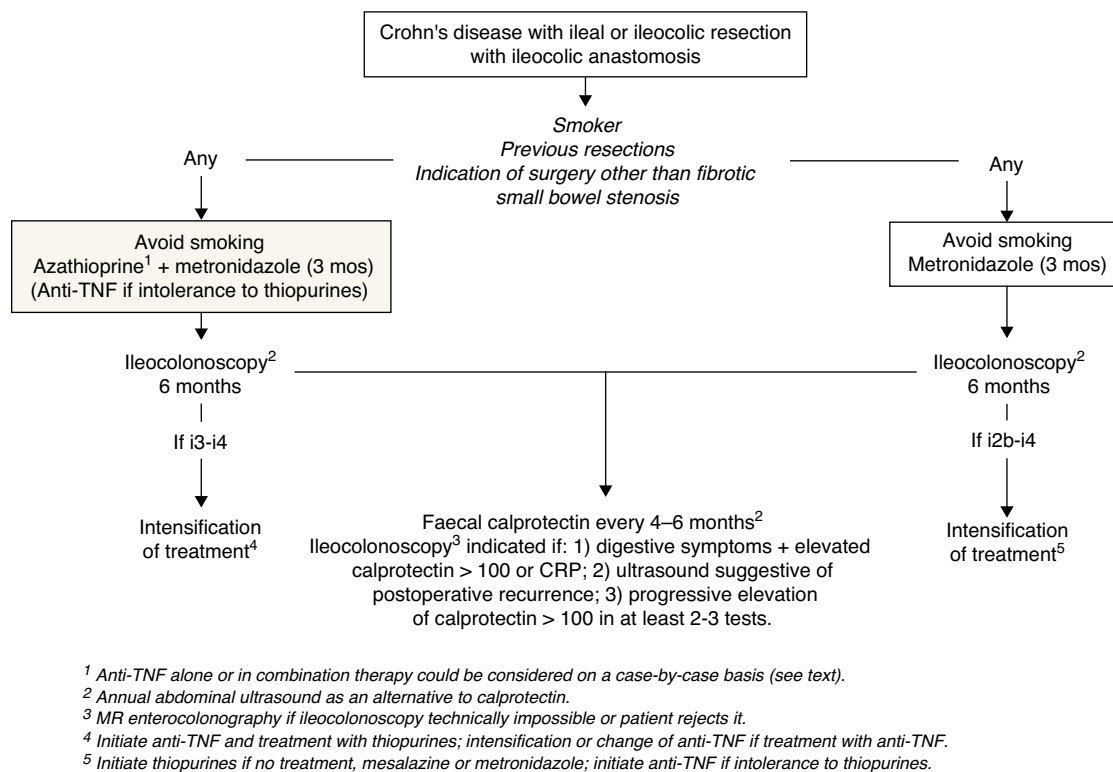 Crohn's disease with ileal or ileocolic resection
with ileocolic anastomosis
Smoker
Previous resections
Indication of surgery other than fibrotic
small bowel stenosis
Any
Any
Avoid smoking
Azathioprine¹ + metronidazole (3 mos)
(Anti-TNF if intolerance to thiopurines)
Avoid smoking
Metronidazole (3 mos)
Ileocolonoscopy²
6 months
Ileocolonoscopy²
6 months
If i3-i4
If i2b-i4
Intensification
of treatment⁴
Faecal calprotectin every 4–6 months²
Ileocolonoscopy³ indicated if: 1) digestive symptoms + elevated
calprotectin > 100 or CRP; 2) ultrasound suggestive of
postoperative recurrence; 3) progressive elevation
of calprotectin > 100 in at least 2-3 tests.
Intensification
of treatment⁵
¹ Anti-TNF alone or in combination therapy could be considered on a case-by-case basis (see text).
² Annual abdominal ultrasound as an alternative to calprotectin.
³ MR enterocolonography if ileocolonoscopy technically impossible or patient rejects it.
⁴ Initiate anti-TNF and treatment with thiopurines; intensification or change of anti-TNF if treatment with anti-TNF.
⁵ Initiate thiopurines if no treatment, mesalazine or metronidazole; initiate anti-TNF if intolerance to thiopurines.